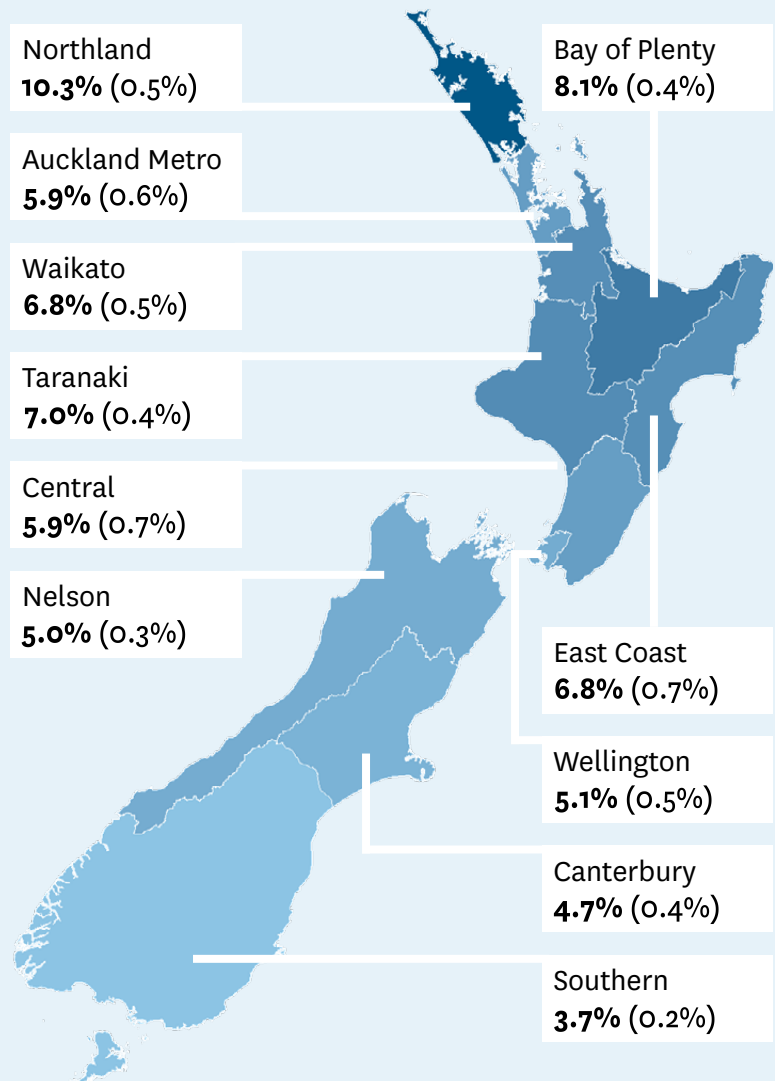 Northland
10.3% (0.5%)
Auckland Metro
5.9% (0.6%)
Waikato
6.8% (0.5%)
Taranaki
7.0% (0.4%)
Central
5.9% (0.7%)
Nelson
5.0% (0.3%)
Bay of Plenty
8.1% (0.4%)
East Coast
6.8% (0.7%)
Wellington
5.1% (0.5%)
Canterbury
4.7% (0.4%)
Southern
3.7% (0.2%)